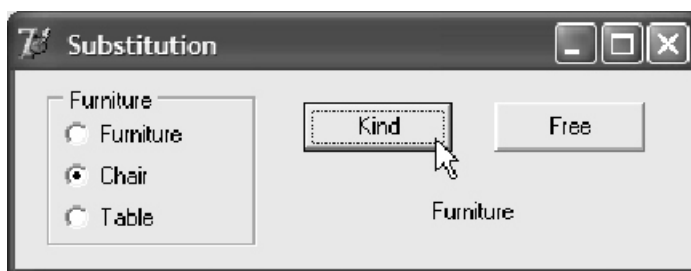 Substitution
Furniture
Furniture
Chair
Table
Kind
Free
Furniture